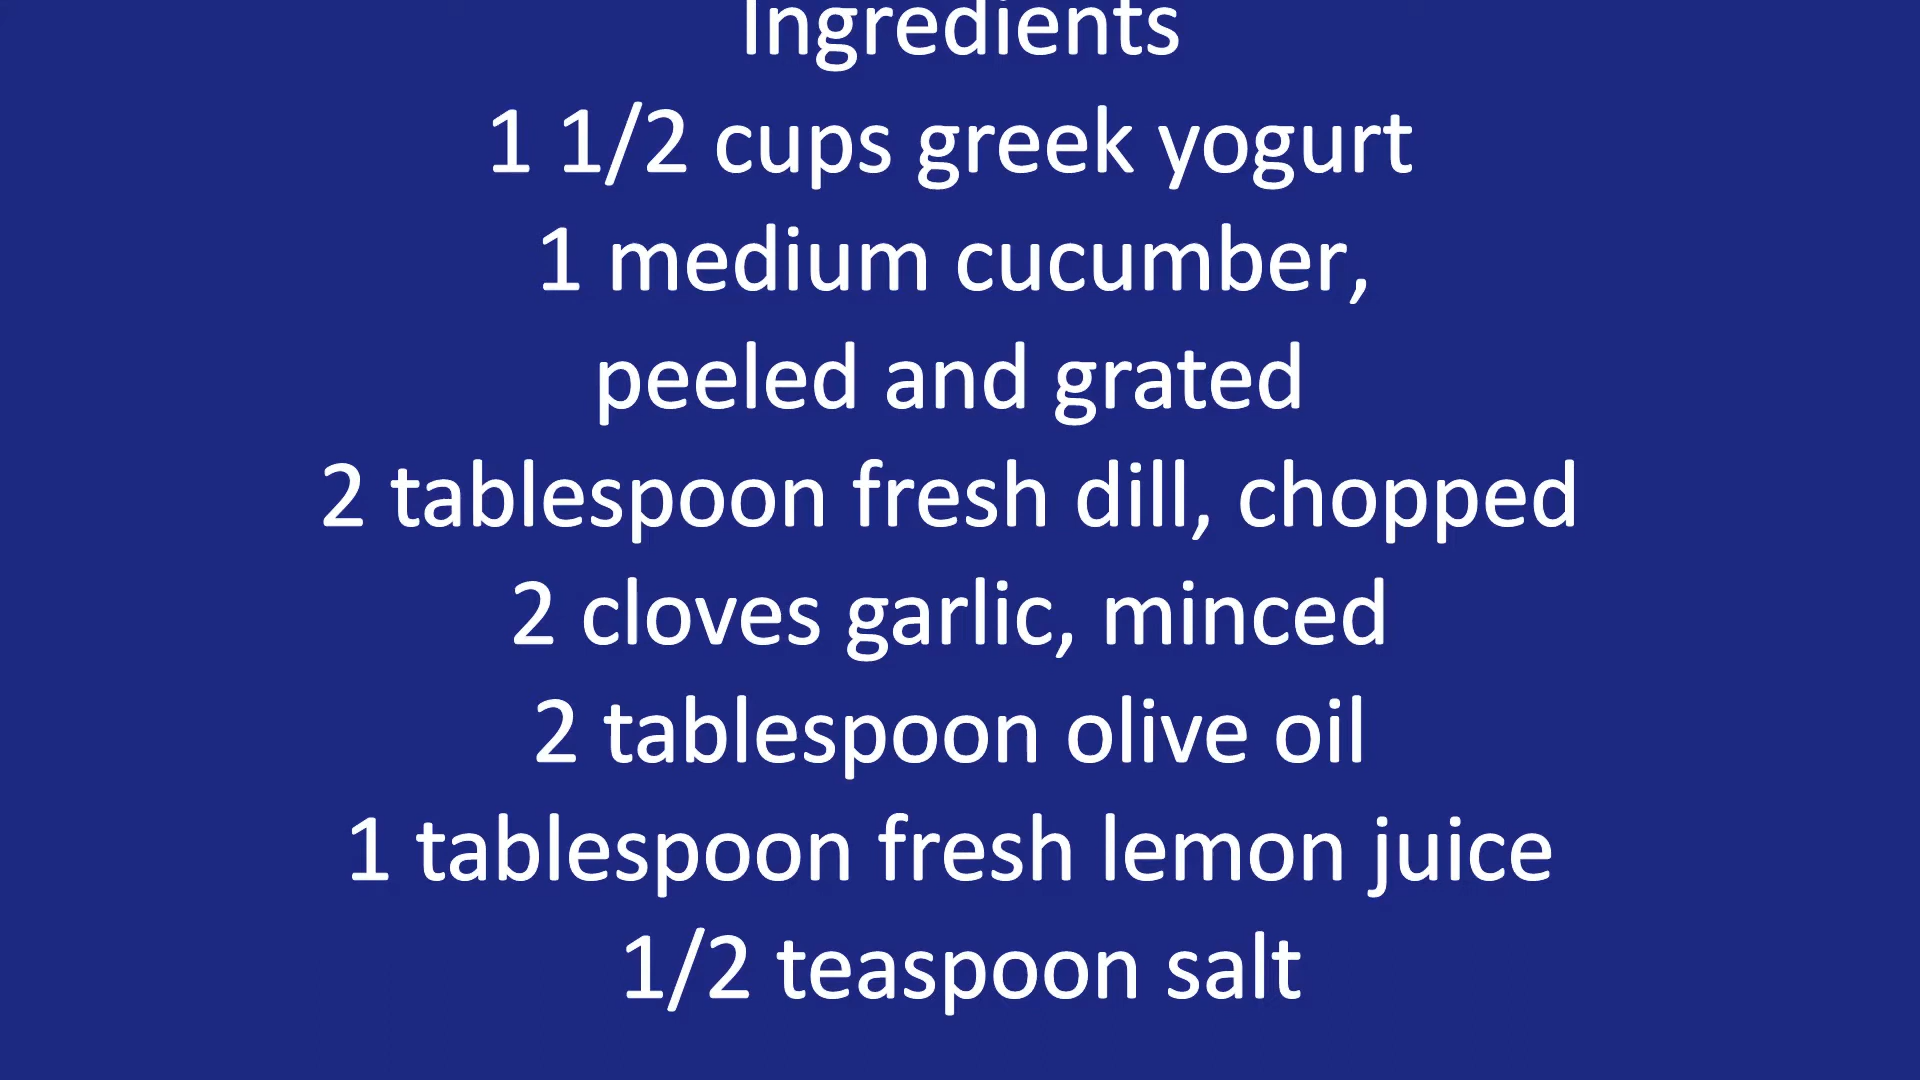 Ingredients
1 1/2 cups greek yogurt
1 medium cucumber,
peeled and grated
2 tablespoon fresh dill, chopped
2 cloves garlic, minced
2 tablespoon olive oil
1 tablespoon fresh lemon juice
1/2 teaspoon salt